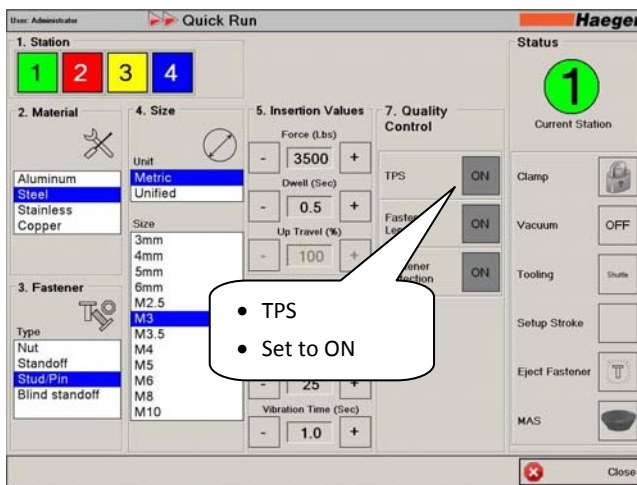 User: Administrator
Quick Run
Haeger
1. Station
1 2 3 4
2. Material
Aluminum
Steel
Stainless
Copper
3. Fastener
Type
Nut
Standoff
Stud/Pin
Blind standoff
4. Size
Unit
Metric
Unified
Size
3mm
4mm
5mm
6mm
M2.5
M3
M3.5
M4
M5
M6
M8
M10
5. Insertion Values
Force (Lbs)
- 3500 +
Dwell (Sec)
- 0.5 +
Up Travel (%)
- 100 +
- 25 +
Vibration Time (Sec)
- 1.0 +
7. Quality
Control
TPS ON
ON
ON
• TPS
• Set to ON
Status
1
Current Station
Clamp
Vacuum OFF
Tooling Shuttle
Setup Stroke
Eject Fastener
MAS
Close